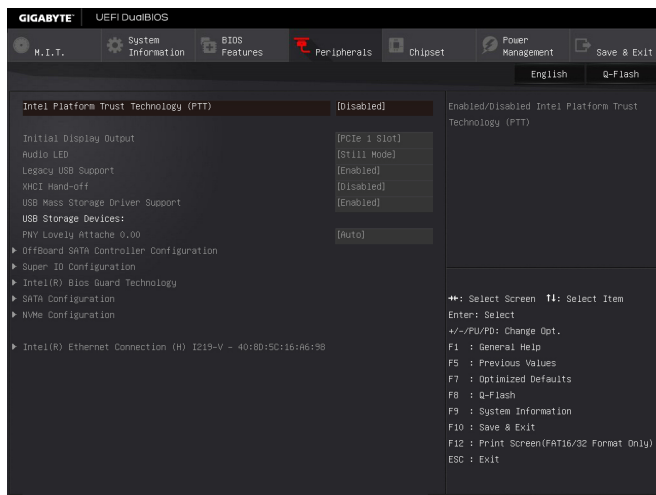 GIGABYTE™ UEFI DualBIOS
M.I.T. System Information BIOS Features Peripherals Chipset Power Management Save & Exit
English Q-Flash
Intel Platform Trust Technology (PTT) [Disabled]
Initial Display Output [PCIe 1 Slot]
Audio LED [Still Mode]
Legacy USB Support [Enabled]
XHCI Hand-off [Disabled]
USB Mass Storage Driver Support [Enabled]
USB Storage Devices:
PNY Lovely Attache 0.00 [Auto]
OffBoard SATA Controller Configuration
Super IO Configuration
Intel(R) Bios Guard Technology
SATA Configuration
NVMe Configuration
Intel(R) Ethernet Connection (H) I219-V - 40:8D:5C:16:A6:98
Enabled/Disabled Intel Platform Trust
Technology (PTT)
→←: Select Screen ↑↓: Select Item
Enter: Select
+/-/PU/PD: Change Opt.
F1 : General Help
F5 : Previous Values
F7 : Optimized Defaults
F8 : Q-Flash
F9 : System Information
F10 : Save & Exit
F12 : Print Screen(FAT16/32 Format Only)
ESC : Exit